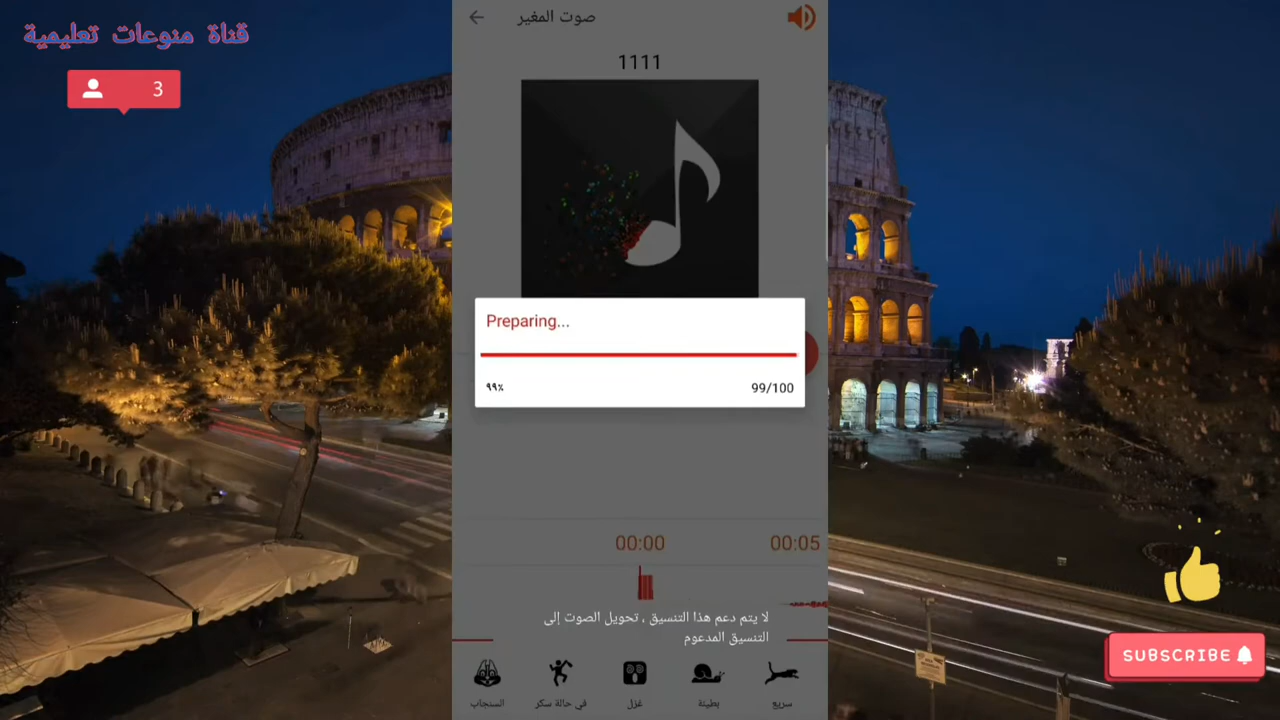 قناة منوعات تعليمية
3
صوت المغير
1111
Preparing...
٩٩٪
99/100
00:00
00:05
لا يتم دعم هذا التنسيق ، تحويل الصوت إلى
التنسيق المدعوم
السنجاب
في حالة سكر
غزل
بطيئة
سريع
SUBSCRIBE